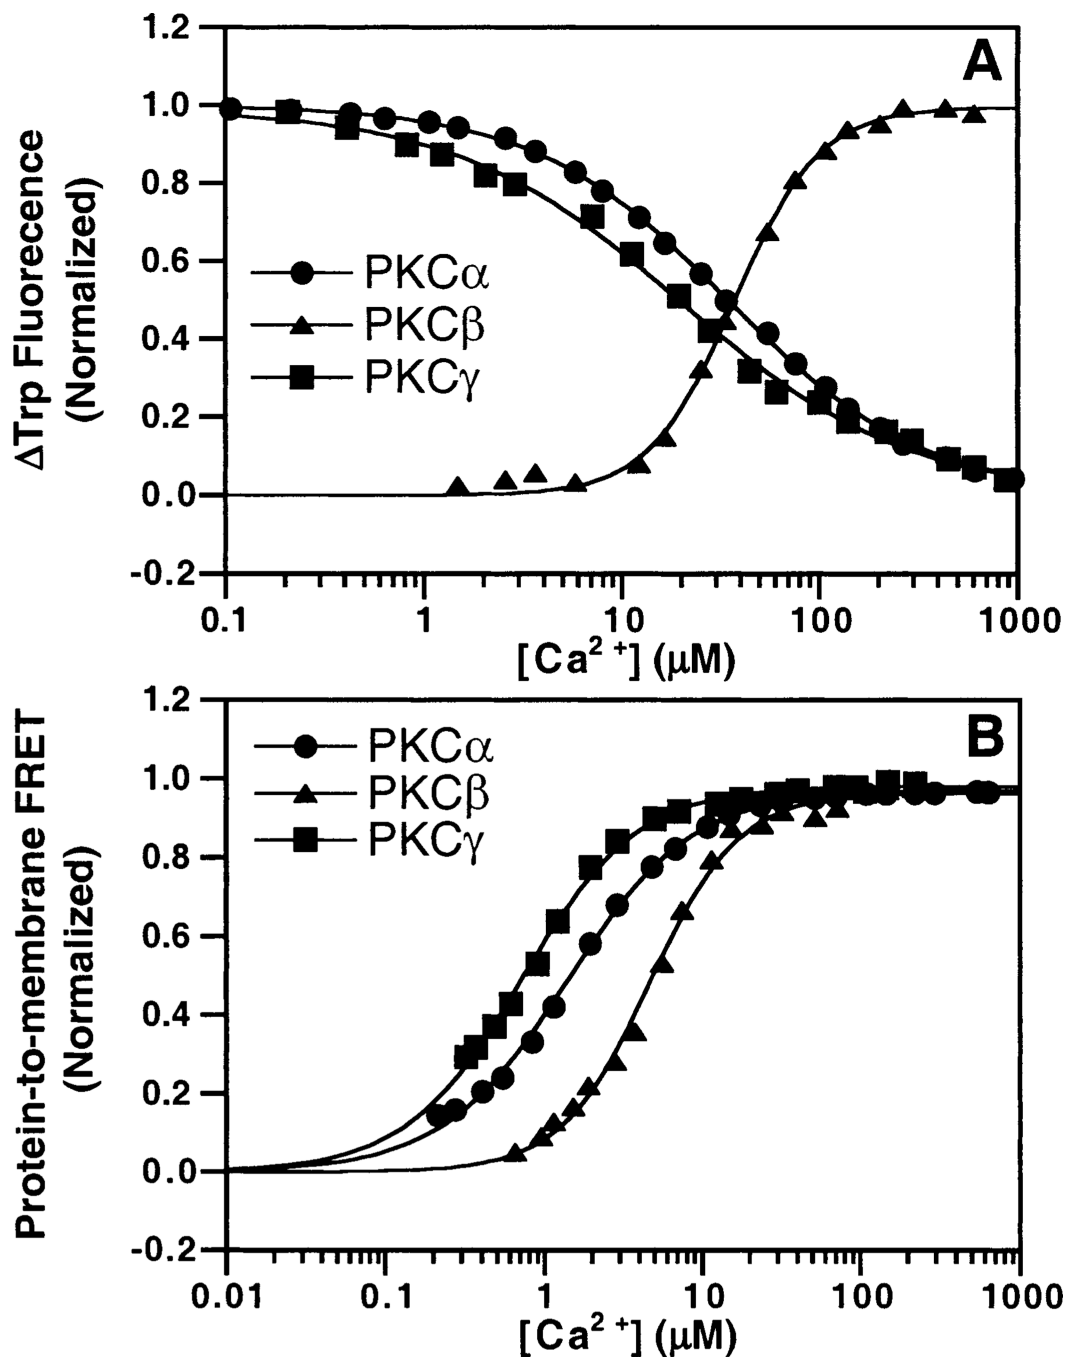 A
ΔTrp Fluorecence
(Normalized)
1.2
1.0
0.8
0.6
0.4
0.2
0.0
-0.2
PKCα
PKCβ
PKCγ
0.1 1 10 100 1000
[Ca²⁺] (μM)
B
Protein-to-membrane FRET
(Normalized)
1.2
1.0
0.8
0.6
0.4
0.2
0.0
-0.2
PKCα
PKCβ
PKCγ
0.01 0.1 1 10 100 1000
[Ca²⁺] (μM)